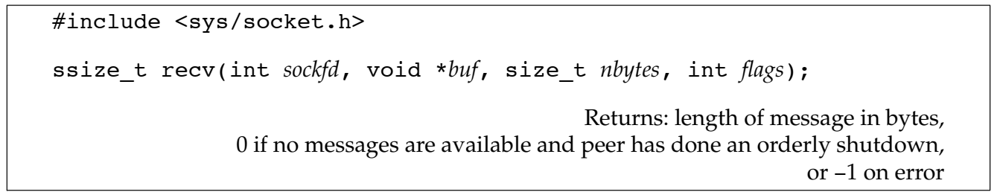 #include <sys/socket.h>
ssize_t recv(int sockfd, void *buf, size_t nbytes, int flags);
Returns: length of message in bytes,
0 if no messages are available and peer has done an orderly shutdown,
or –1 on error